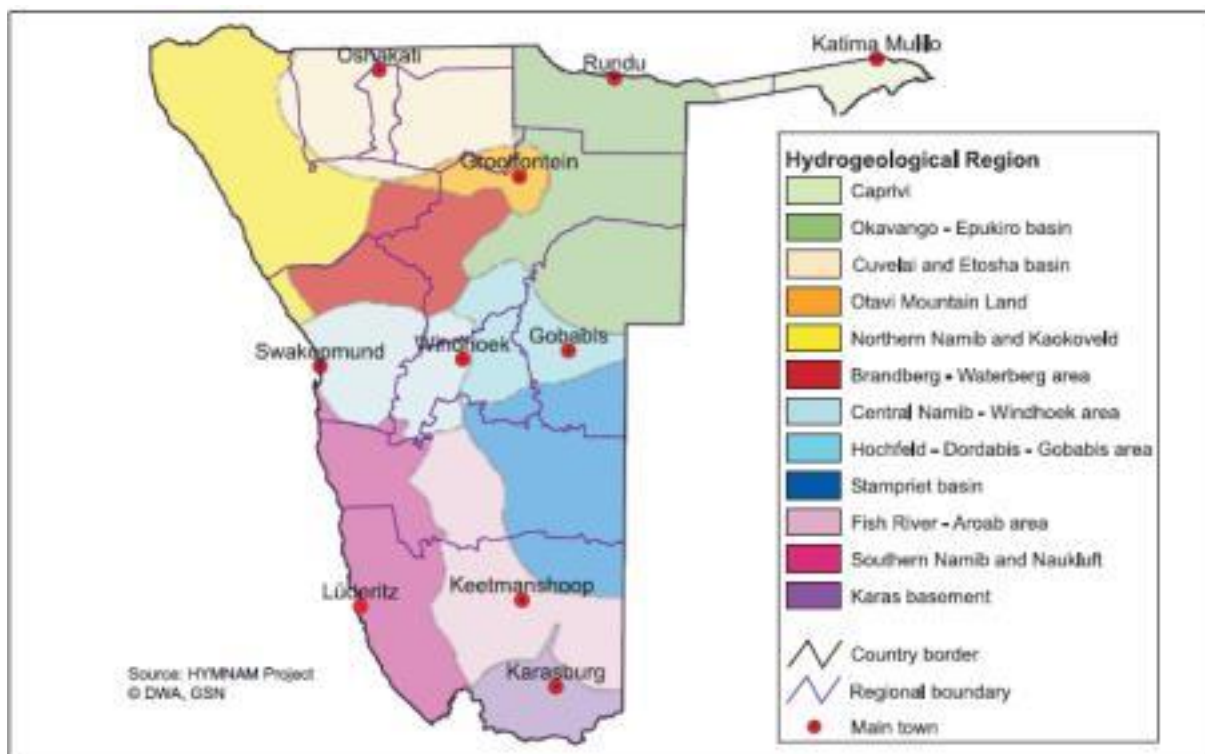 Katima Mulilo
Oshakati
Rundu
Grootfontein
Swakopmund
Windhoek
Gobabis
Lüderitz
Keetmanshoop
Karasburg
Source: HYMNAM Project
© DWA, GSN
Hydrogeological Region
Caprivi
Okavango - Epukiro basin
Cuvelai and Etosha basin
Otavi Mountain Land
Northern Namib and Kaokoveld
Brandberg - Waterberg area
Central Namib - Windhoek area
Hochfeld - Dordabis - Gobabis area
Stampriet basin
Fish River - Aroab area
Southern Namib and Naukluft
Karas basement
Country border
Regional boundary
Main town